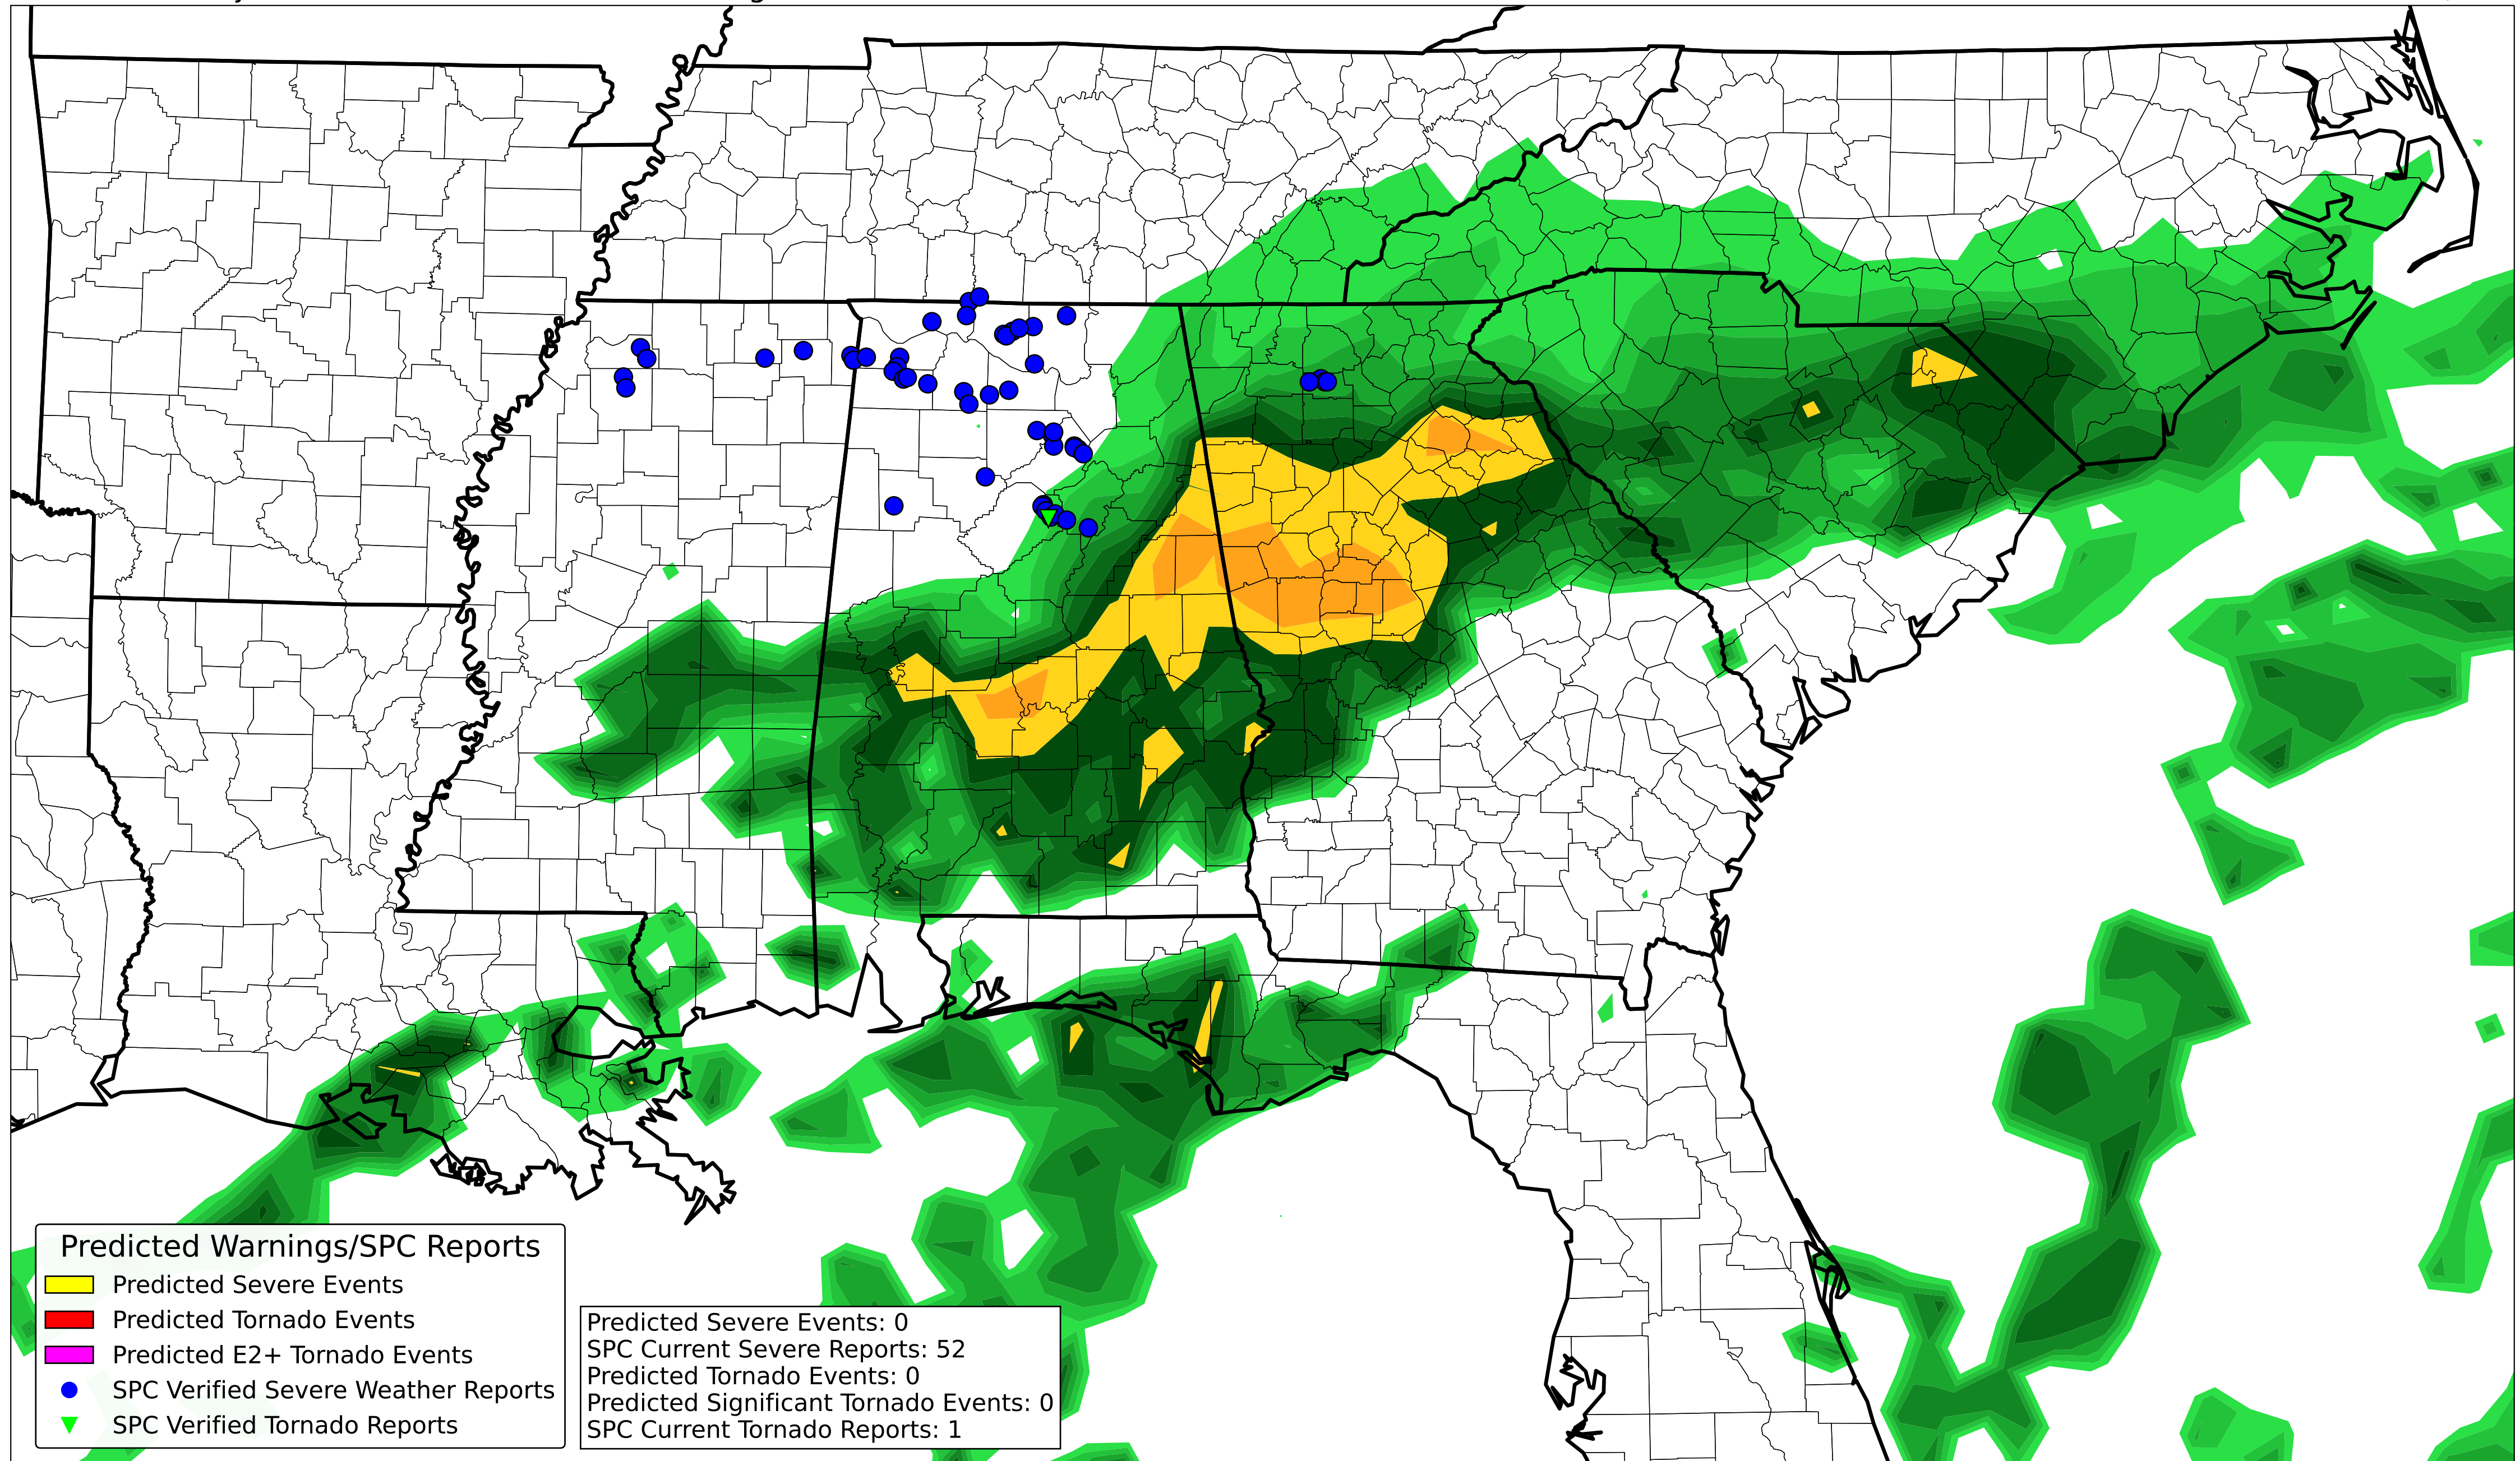 Predicted Warnings/SPC Reports
Predicted Severe Events
Predicted Tornado Events
Predicted E2+ Tornado Events
SPC Verified Severe Weather Reports
SPC Verified Tornado Reports
Predicted Severe Events: 0
SPC Current Severe Reports: 52
Predicted Tornado Events: 0
Predicted Significant Tornado Events: 0
SPC Current Tornado Reports: 1